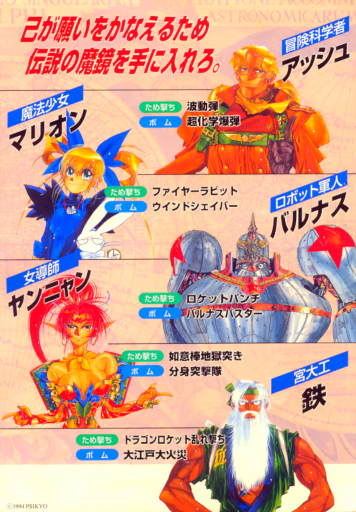 己が願いをかなえるため
伝説の魔鏡を手に入れろ。
冒険科学者
アッシュ
ため撃ち 波動弾
ボム 超化学爆弾
魔法少女
マリオン
ため撃ち ファイヤーラビット
ボム ウインドシェイバー
ロボット軍人
バルナス
ため撃ち ロケットパンチ
ボム バルナスバスター
女導師
ヤンニャン
ため撃ち 如意棒地獄突き
ボム 分身突撃隊
宮大工
鉄
ため撃ち ドラゴンロケット乱れ撃ち
ボム 大江戸大火災
©1994 PSIKYO